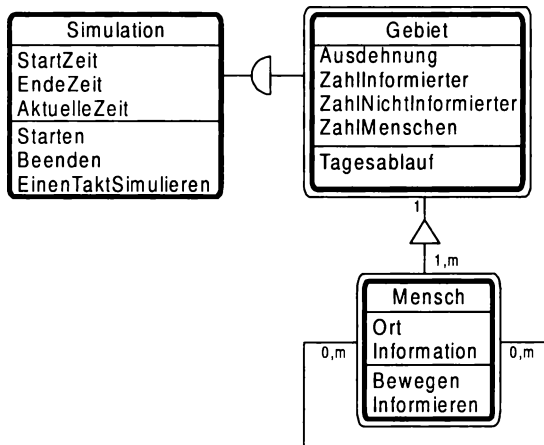 Simulation
StartZeit
EndeZeit
AktuelleZeit
Starten
Beenden
EinenTaktSimulieren
Gebiet
Ausdehnung
ZahlInformierter
ZahlNichtInformierter
ZahlMenschen
Tagesablauf
1
1,m
Mensch
Ort
Information
Bewegen
Informieren
0,m
0,m